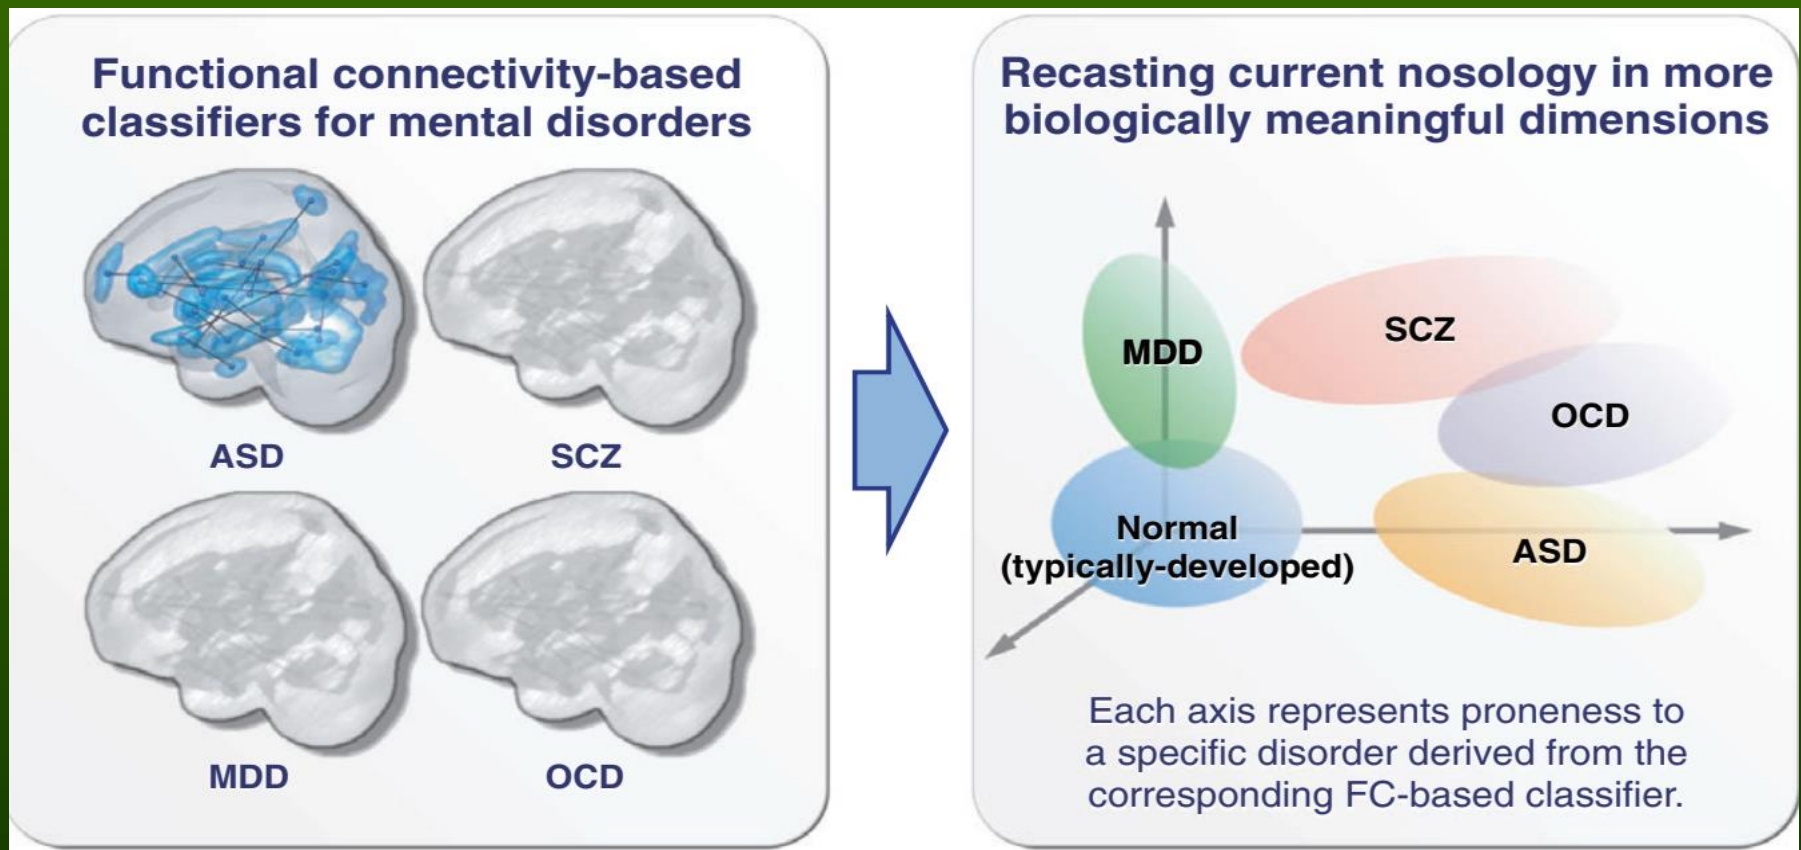 Functional connectivity-based
classifiers for mental disorders
ASD
SCZ
MDD
OCD
Recasting current nosology in more
biologically meaningful dimensions
MDD
SCZ
OCD
Normal
(typically-developed)
ASD
Each axis represents proneness to
a specific disorder derived from the
corresponding FC-based classifier.